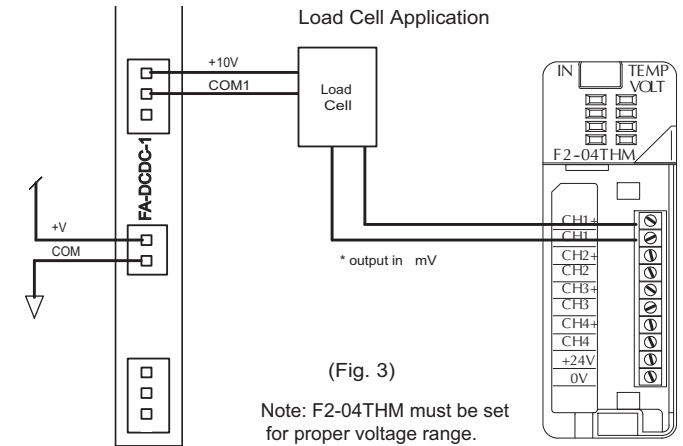 Load Cell Application
+10V
COM1
Load
Cell
FA-DCDC-1
+V
COM
* output in mV
IN
TEMP
VOLT
F2-04THM
CH1+
CH1
CH2+
CH2
CH3+
CH3
CH4+
CH4
+24V
0V
(Fig. 3)
Note: F2-04THM must be set
for proper voltage range.